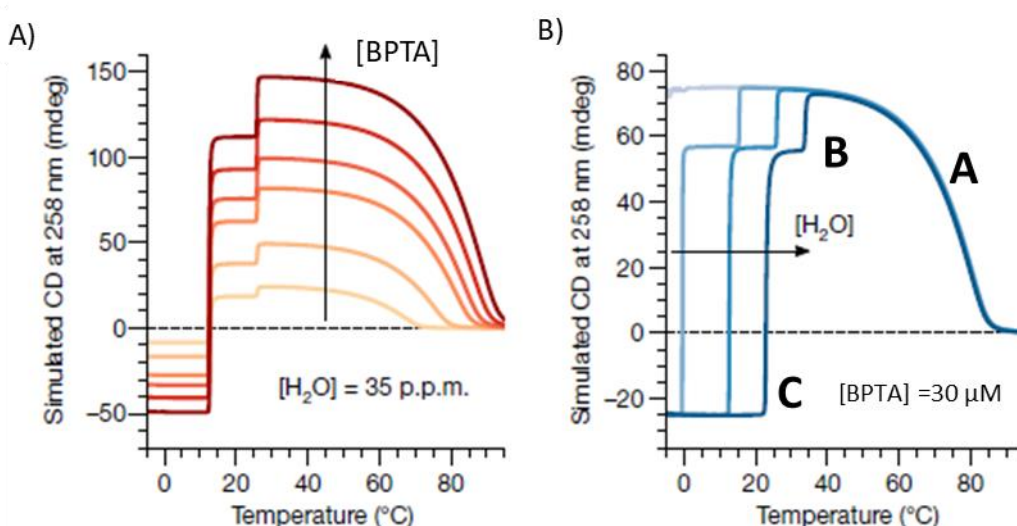 A)
[BPTA]
Simulated CD at 258 nm (mdeg)
150
100
50
0
−50
[H₂O] = 35 p.p.m.
0 20 40 60 80
Temperature (°C)
B)
Simulated CD at 258 nm (mdeg)
80
60
40
20
0
−20
B
A
[H₂O]
C
[BPTA] =30 μM
0 20 40 60 80
Temperature (°C)